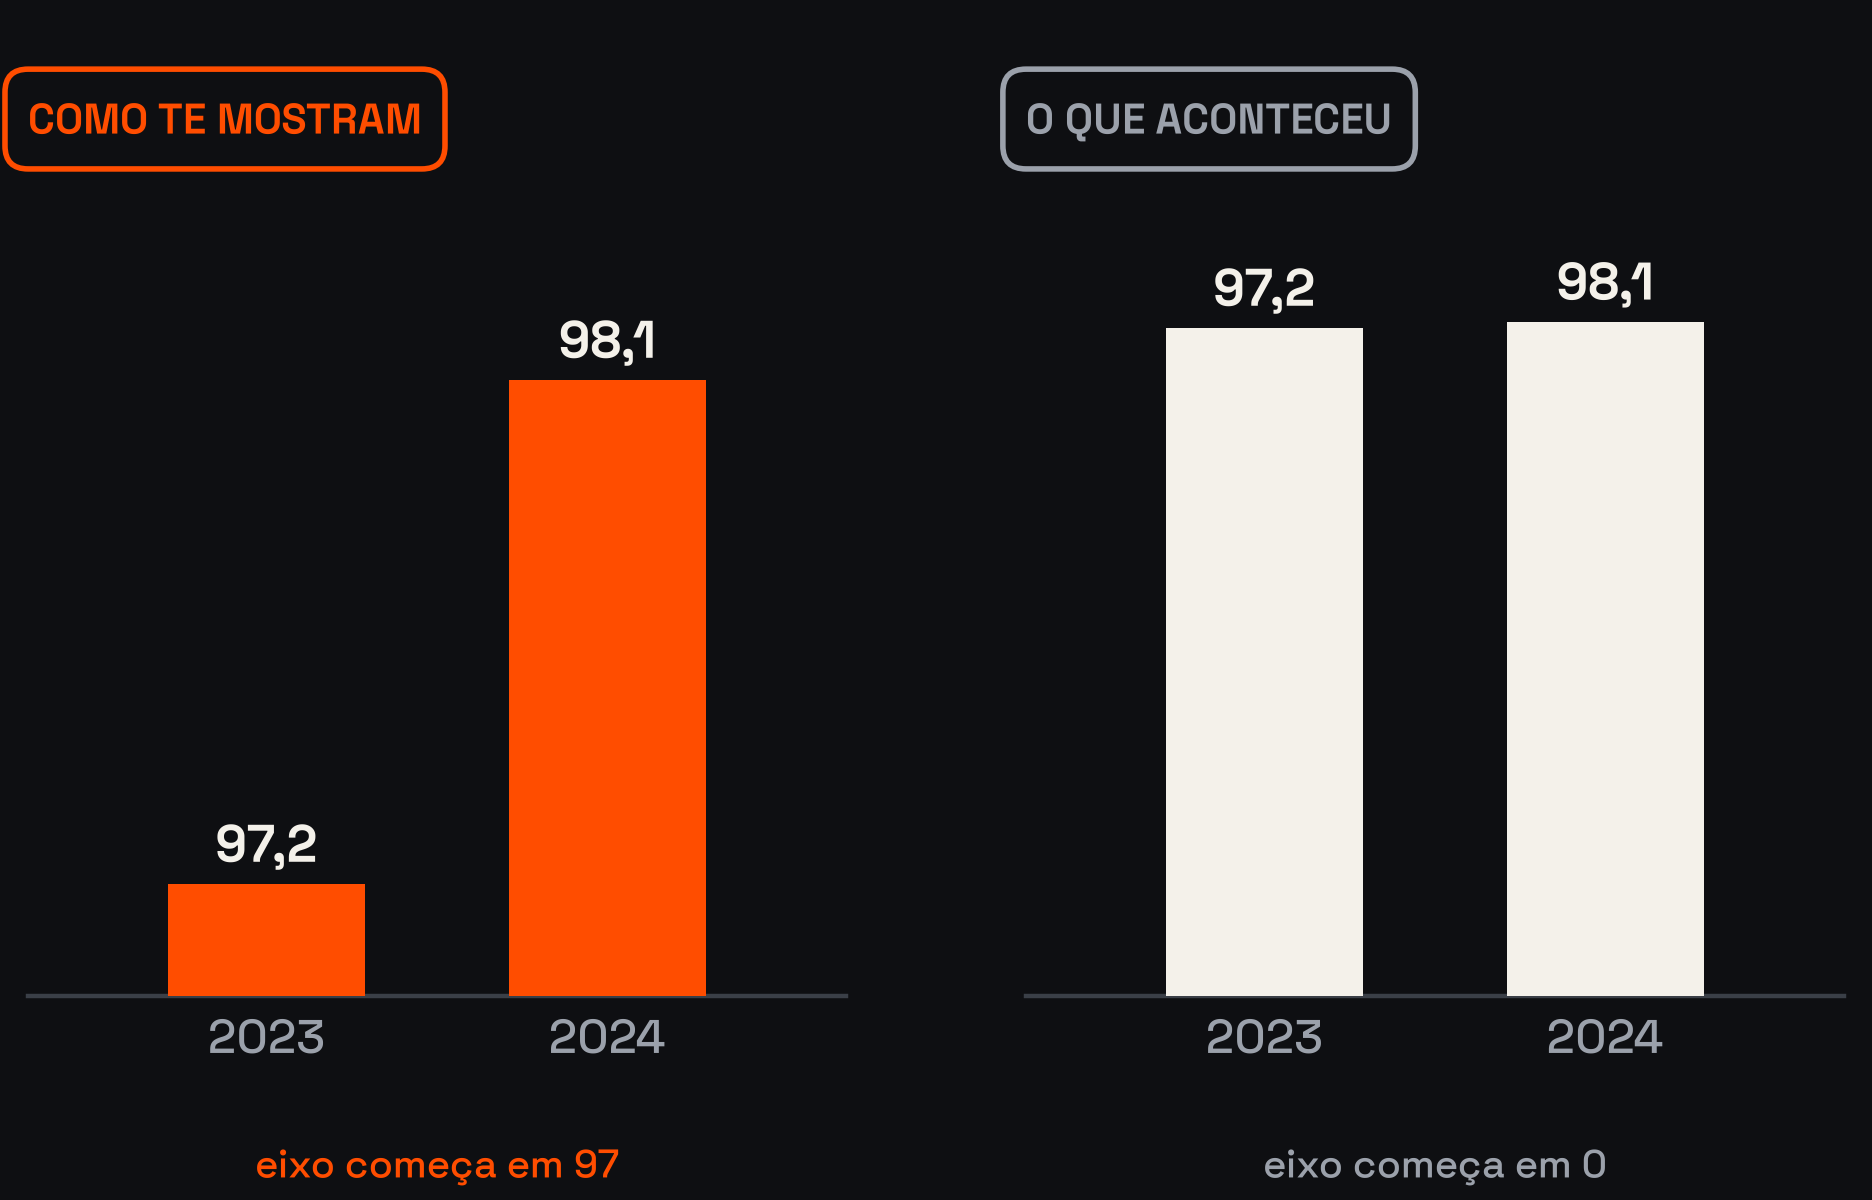 COMO TE MOSTRAM
98,1
97,2
2023
2024
eixo começa em 97
O QUE ACONTECEU
97,2
98,1
2023
2024
eixo começa em 0